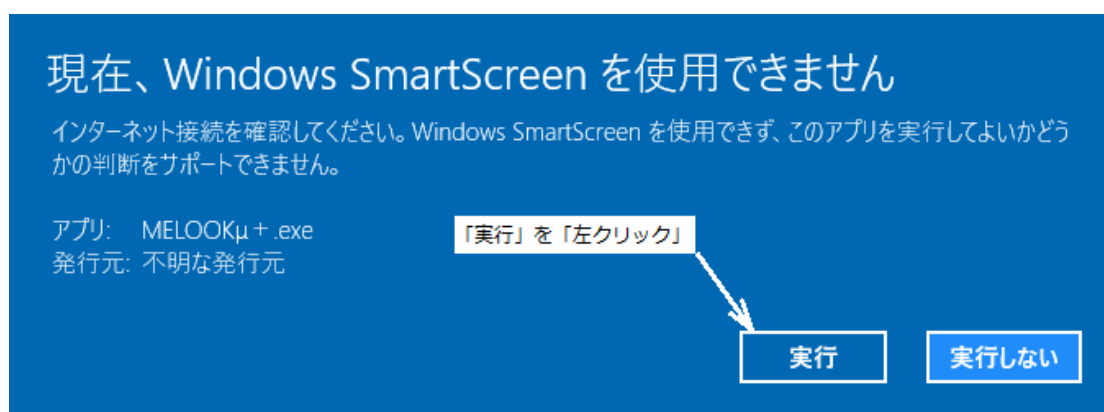 現在、Windows SmartScreen を使用できません
インターネット接続を確認してください。Windows SmartScreen を使用できず、このアプリを実行してよいかどう
かの判断をサポートできません。
アプリ: MELOOKμ+.exe
発行元: 不明な発行元
「実行」を「左クリック」
実行
実行しない